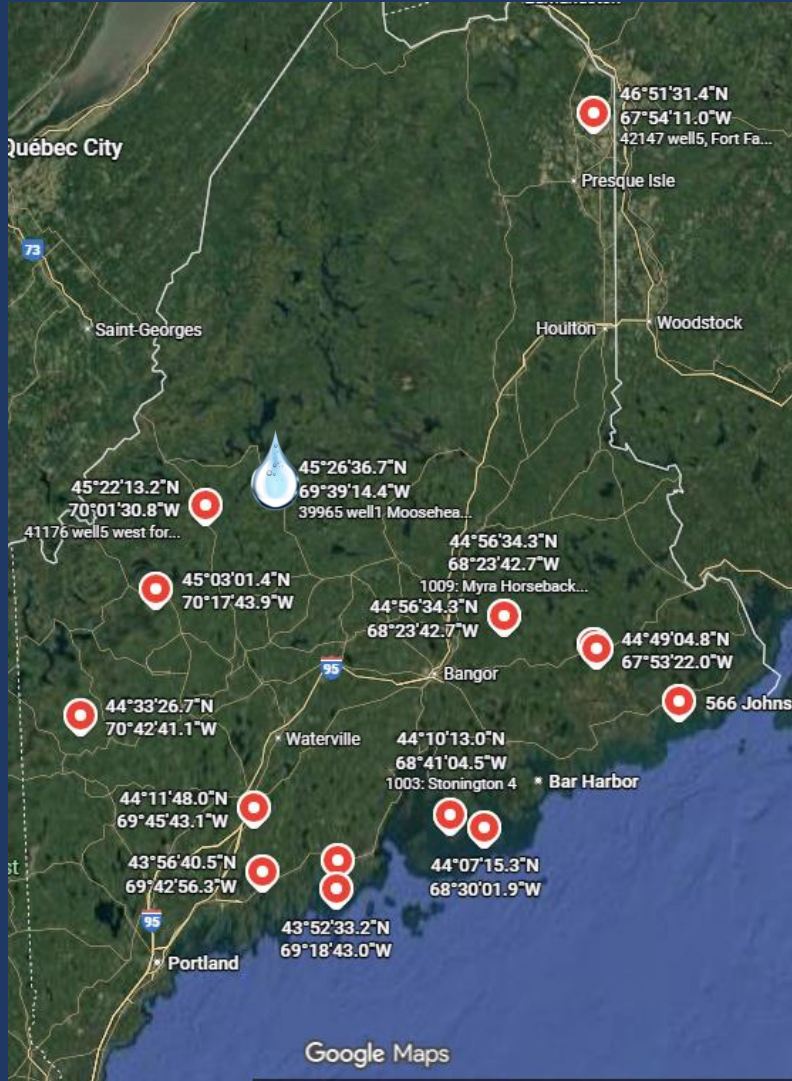 46°51'31.4"N
67°54'11.0"W
42147 well5, Fort Fa...
Québec City
Presque Isle
73
Saint-Georges
Houlton
Woodstock
45°26'36.7"N
69°39'14.4"W
39965 well1 Moosehea...
45°22'13.2"N
70°01'30.8"W
41176 well5 west for...
44°56'34.3"N
68°23'42.7"W
1009: Myra Horseback...
45°03'01.4"N
70°17'43.9"W
44°56'34.3"N
68°23'42.7"W
44°49'04.8"N
67°53'22.0"W
95
Bangor
566 Johns
44°33'26.7"N
70°42'41.1"W
Waterville
44°10'13.0"N
68°41'04.5"W
1003: Stonington 4
Bar Harbor
44°11'48.0"N
69°45'43.1"W
43°56'40.5"N
69°42'56.3"W
44°07'15.3"N
68°30'01.9"W
43°52'33.2"N
69°18'43.0"W
95
Portland
Google Maps